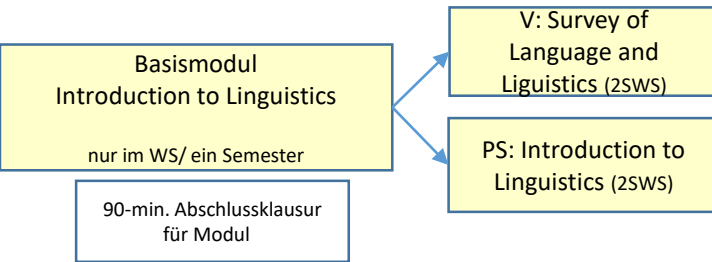 Basismodul
Introduction to Linguistics
nur im WS/ ein Semester
90-min. Abschlussklausur
für Modul
V: Survey of
Language and
Liguistics (2SWS)
PS: Introduction to
Linguistics (2SWS)